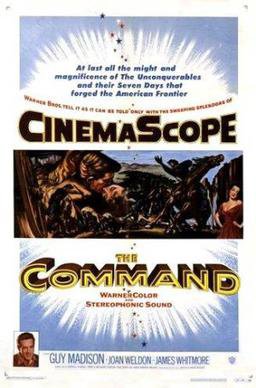 At last all the might and
magnificence of The Unconquerables
and their Seven Days that
forged the American Frontier
WARNER BROS. TELL IT AS IT CAN BE TOLD ONLY WITH THE SWEEPING SPLENDORS OF
CINEMASCOPE
THE
COMMAND
WARNERCOLOR AND
STEREOPHONIC SOUND
GUY MADISON · JOAN WELDON · JAMES WHITMORE